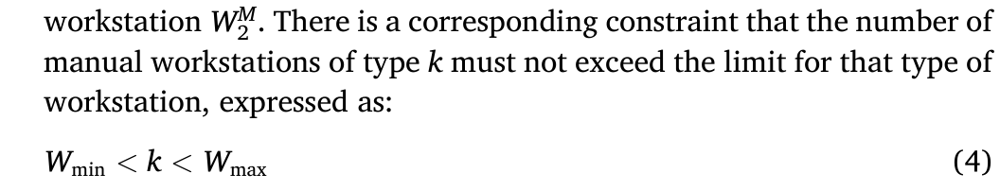 workstation $W_2^M$. There is a corresponding constraint that the number of
manual workstations of type $k$ must not exceed the limit for that type of
workstation, expressed as:
$W_{\min} < k < W_{\max}$ (4)